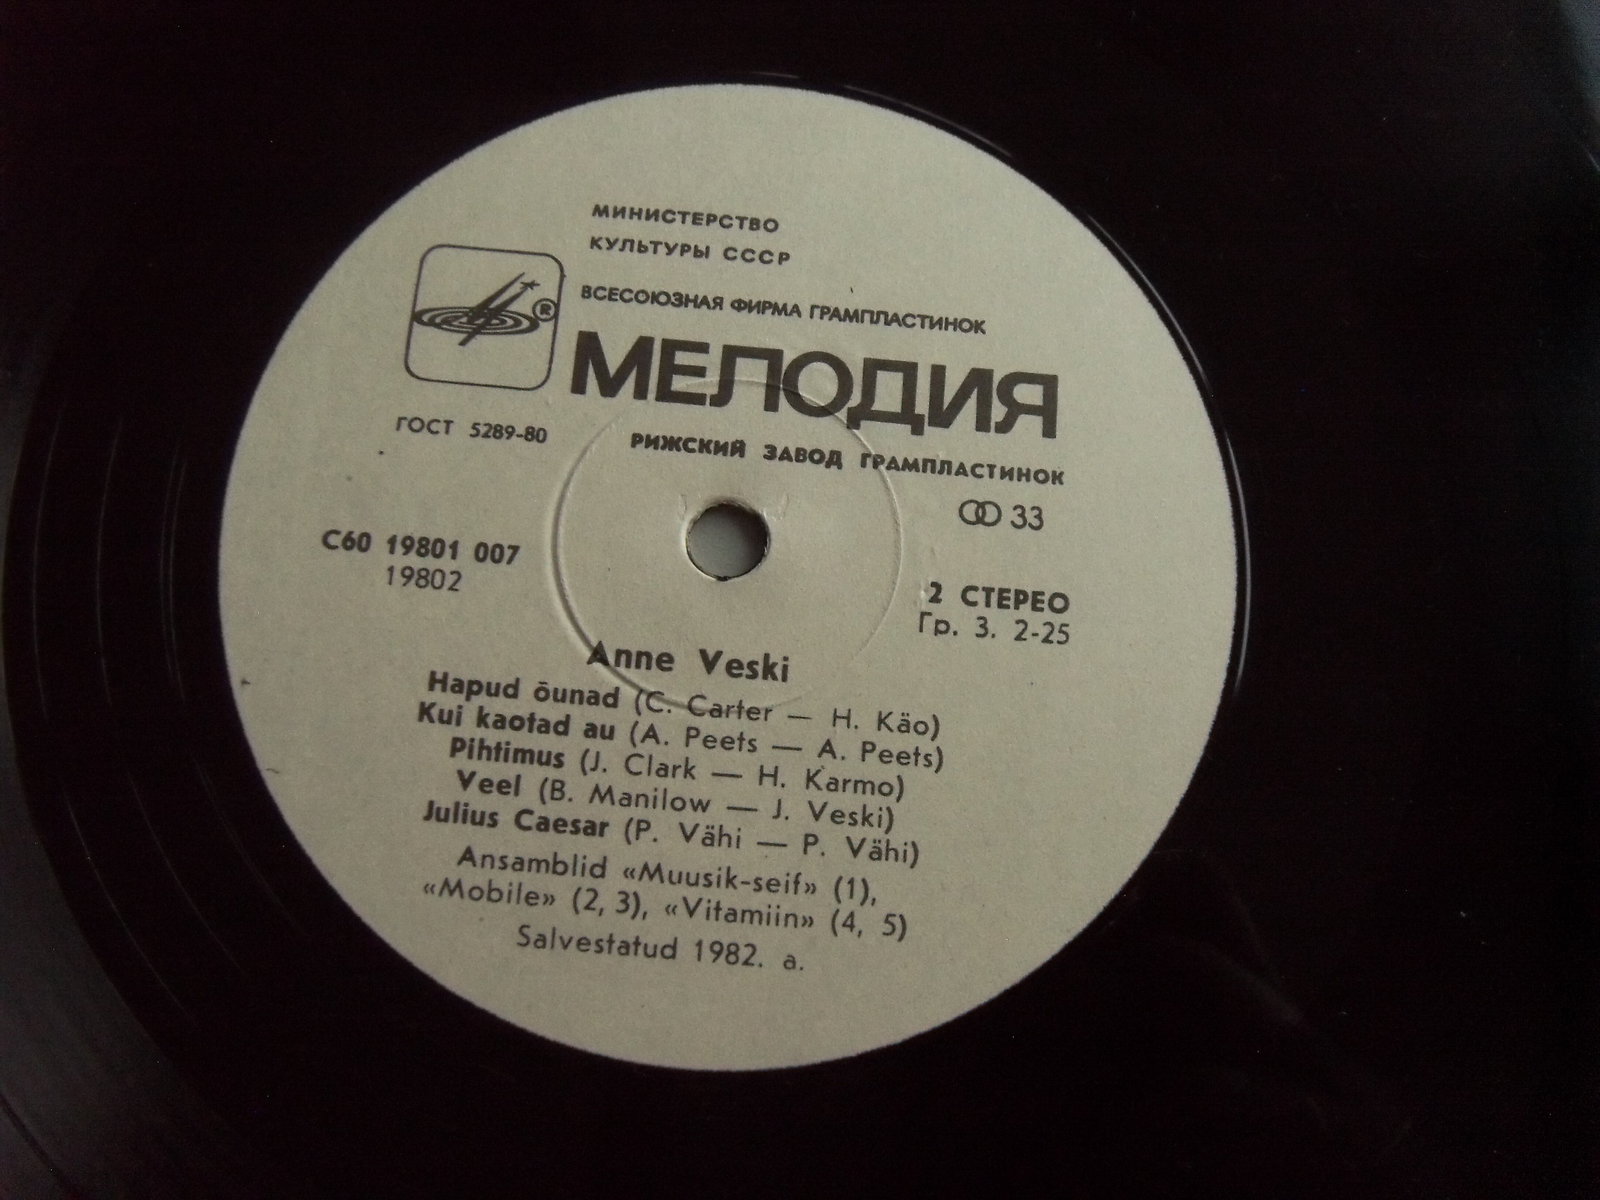 МИНИСТЕРСТВО
КУЛЬТУРЫ СССР
ВСЕСОЮЗНАЯ ФИРМА ГРАМПЛАСТИНОК
®
МЕЛОДИЯ
ГОСТ 5289-80
РИЖСКИЙ ЗАВОД ГРАМПЛАСТИНОК
33
С60 19801 007
19802
2 СТЕРЕО
Гр. 3. 2-25
Anne Veski
Hapud õunad (C. Carter — H. Käo)
Kui kaotad au (A. Peets — A. Peets)
Pihtimus (J. Clark — H. Karmo)
Veel (B. Manilow — J. Veski)
Julius Caesar (P. Vähi — P. Vähi)
Ansamblid «Muusik-seif» (1),
«Mobile» (2, 3), «Vitamiin» (4, 5)
Salvestatud 1982. a.